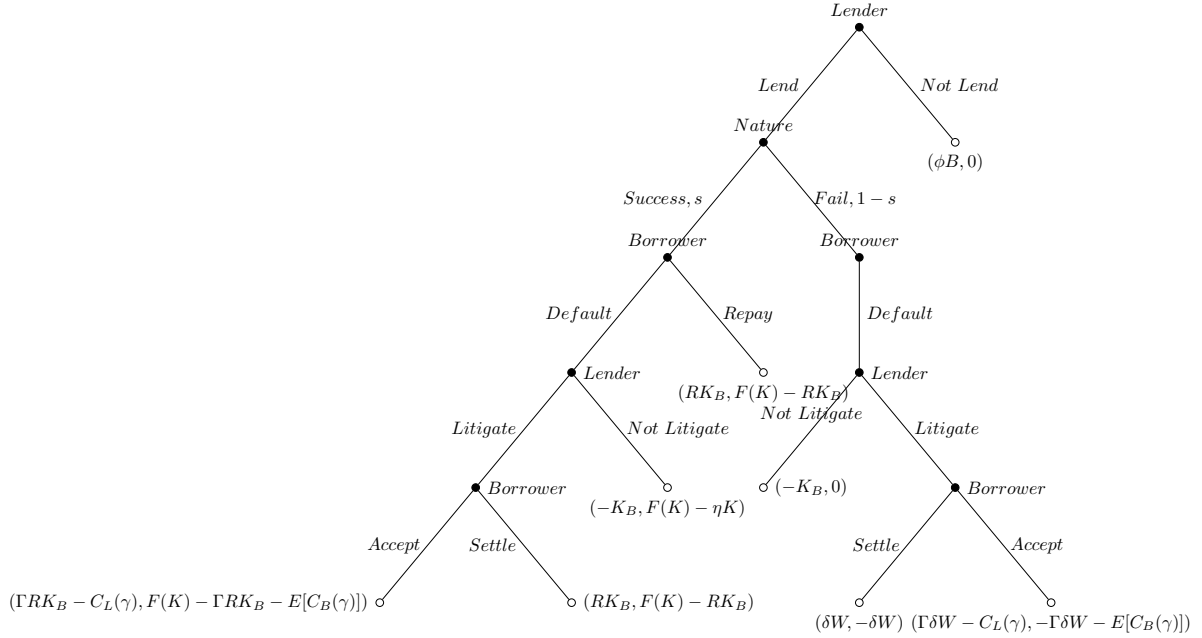 Lender
Lend
Not Lend
Nature
(ϕB, 0)
Success, s
Fail, 1 − s
Borrower
Borrower
Default
Repay
Default
Lender
(RK_B, F(K) − RK_B)
Lender
Not Litigate
Litigate
Not Litigate
Litigate
Borrower
(−K_B, F(K) − ηK)
(−K_B, 0)
Borrower
Accept
Settle
Settle
Accept
(ΓRK_B − C_L(γ), F(K) − ΓRK_B − E[C_B(γ)])
(RK_B, F(K) − RK_B)
(δW, −δW)
(ΓδW − C_L(γ), −ΓδW − E[C_B(γ)])